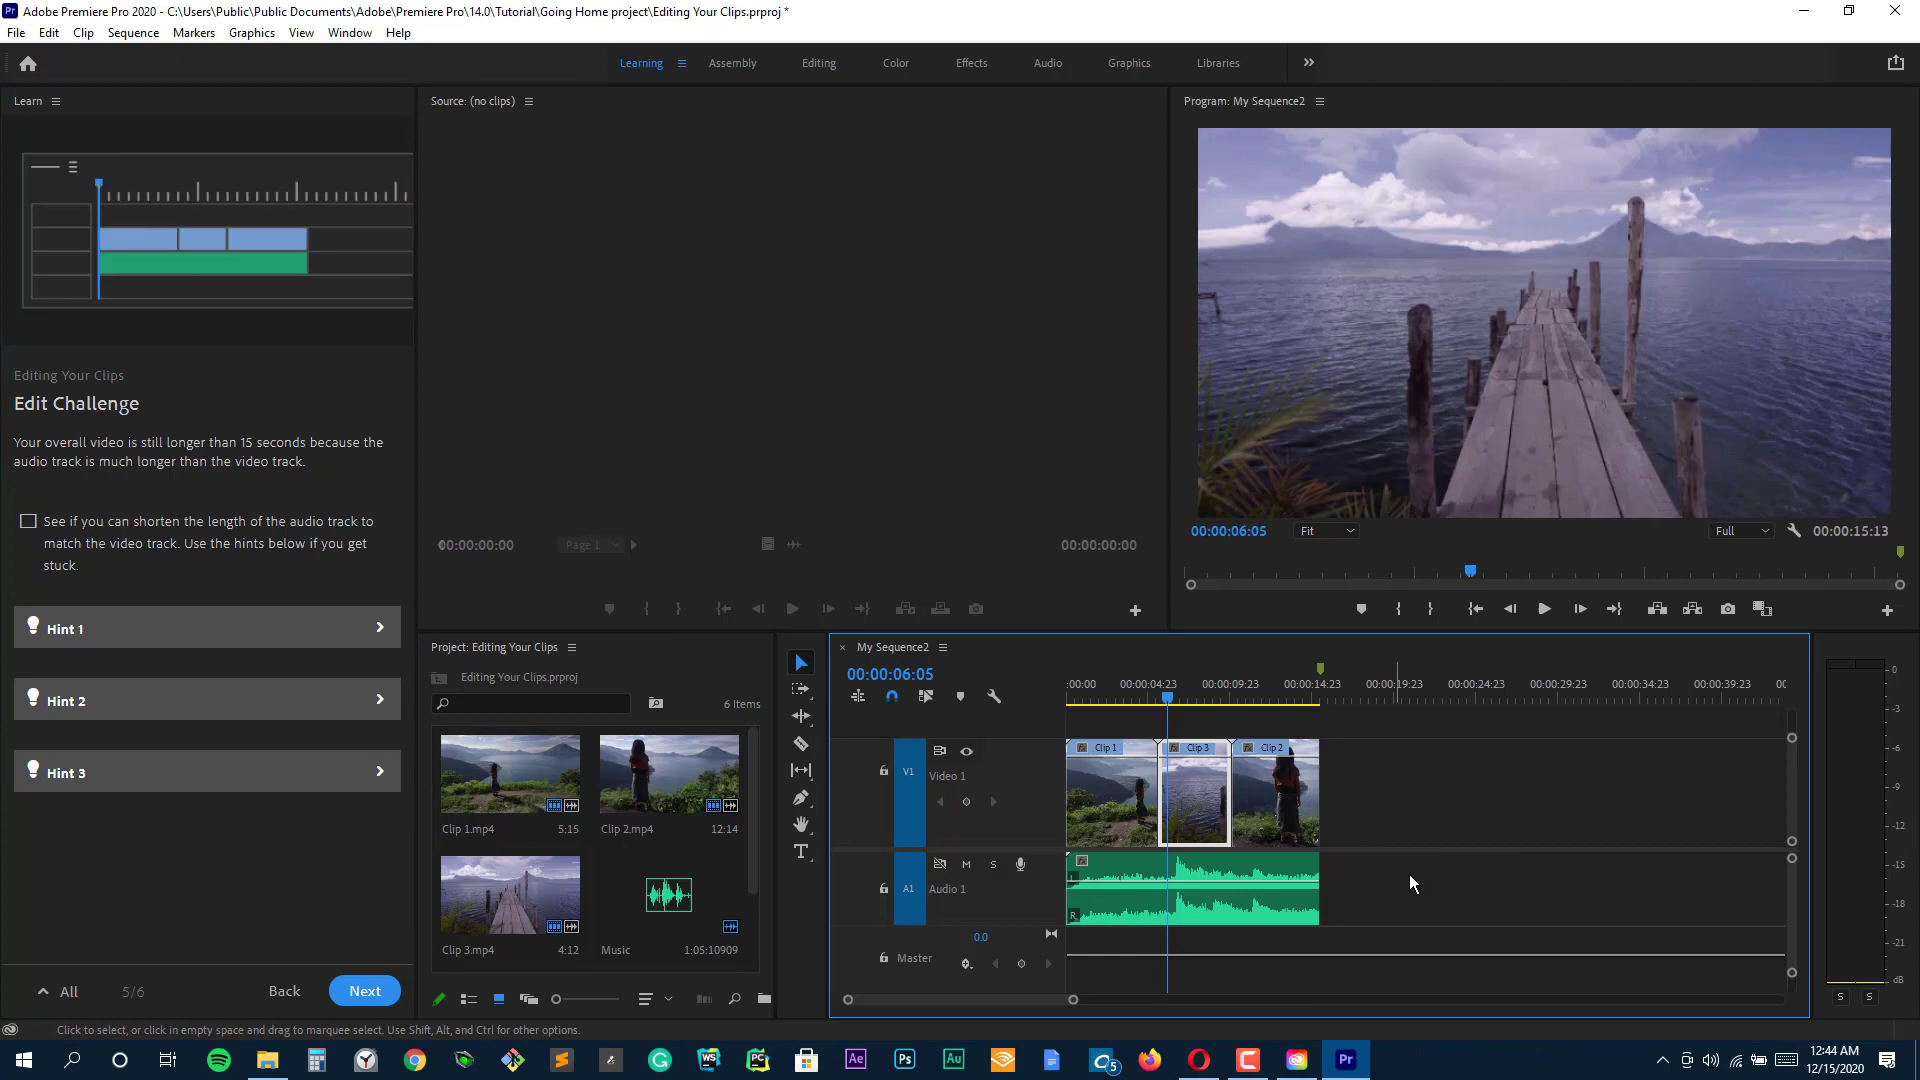 Adobe Premiere Pro 2020 - C:\Users\Public\Public Documents\Adobe\Premiere Pro\14.0\Tutorial\Going Home project\Editing Your Clips.prproj *
File Edit Clip Sequence Markers Graphics View Window Help
Learning Assembly Editing Color Effects Audio Graphics Libraries
Learn
Source: (no clips)
Program: My Sequence2
Editing Your Clips
Edit Challenge
Your overall video is still longer than 15 seconds because the
audio track is much longer than the video track.
See if you can shorten the length of the audio track to
match the video track. Use the hints below if you get
stuck.
Hint 1
Hint 2
Hint 3
All 5/6 Back Next
00:00:00:00 Page 1 00:00:00:00
00:00:06:05 Fit Full 00:00:15:13
Project: Editing Your Clips
Editing Your Clips.prproj
6 Items
Clip 1.mp4 5:15
Clip 2.mp4 12:14
Clip 3.mp4 4:12
Music 1:05:10909
My Sequence2
00:00:06:05
:00:00 00:00:04:23 00:00:09:23 00:00:14:23 00:00:19:23 00:00:24:23 00:00:29:23 00:00:34:23 00:00:39:23 00
Clip 1 Clip 3 Clip 2
V1 Video 1
A1 Audio 1
M S
L
R
0.0
Master
0
-3
-6
-9
-12
-15
-18
-21
dB
S S
Click to select, or click in empty space and drag to marquee select. Use Shift, Alt, and Ctrl for other options.
12:44 AM
12/15/2020